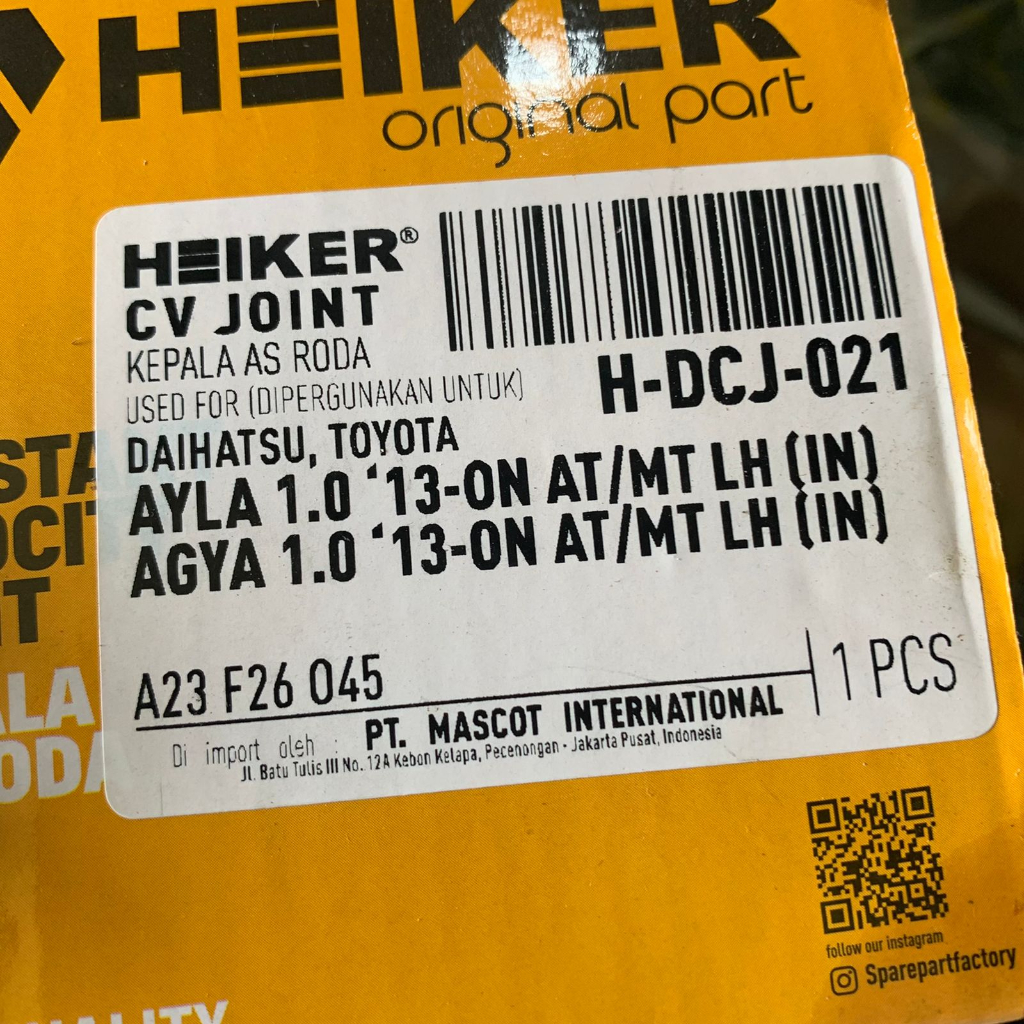 HEIKER
original part
HEIKER®
CV JOINT
KEPALA AS RODA
USED FOR (DIPERGUNAKAN UNTUK)
H-DCJ-021
DAIHATSU, TOYOTA
AYLA 1.0 '13-ON AT/MT LH (IN)
AGYA 1.0 '13-ON AT/MT LH (IN)
A23 F26 045
1 PCS
Di import oleh : PT. MASCOT INTERNATIONAL
Jl. Batu Tulis III No. 12A Kebon Kelapa, Pecenongan - Jakarta Pusat, Indonesia
follow our instagram
Sparepartfactory